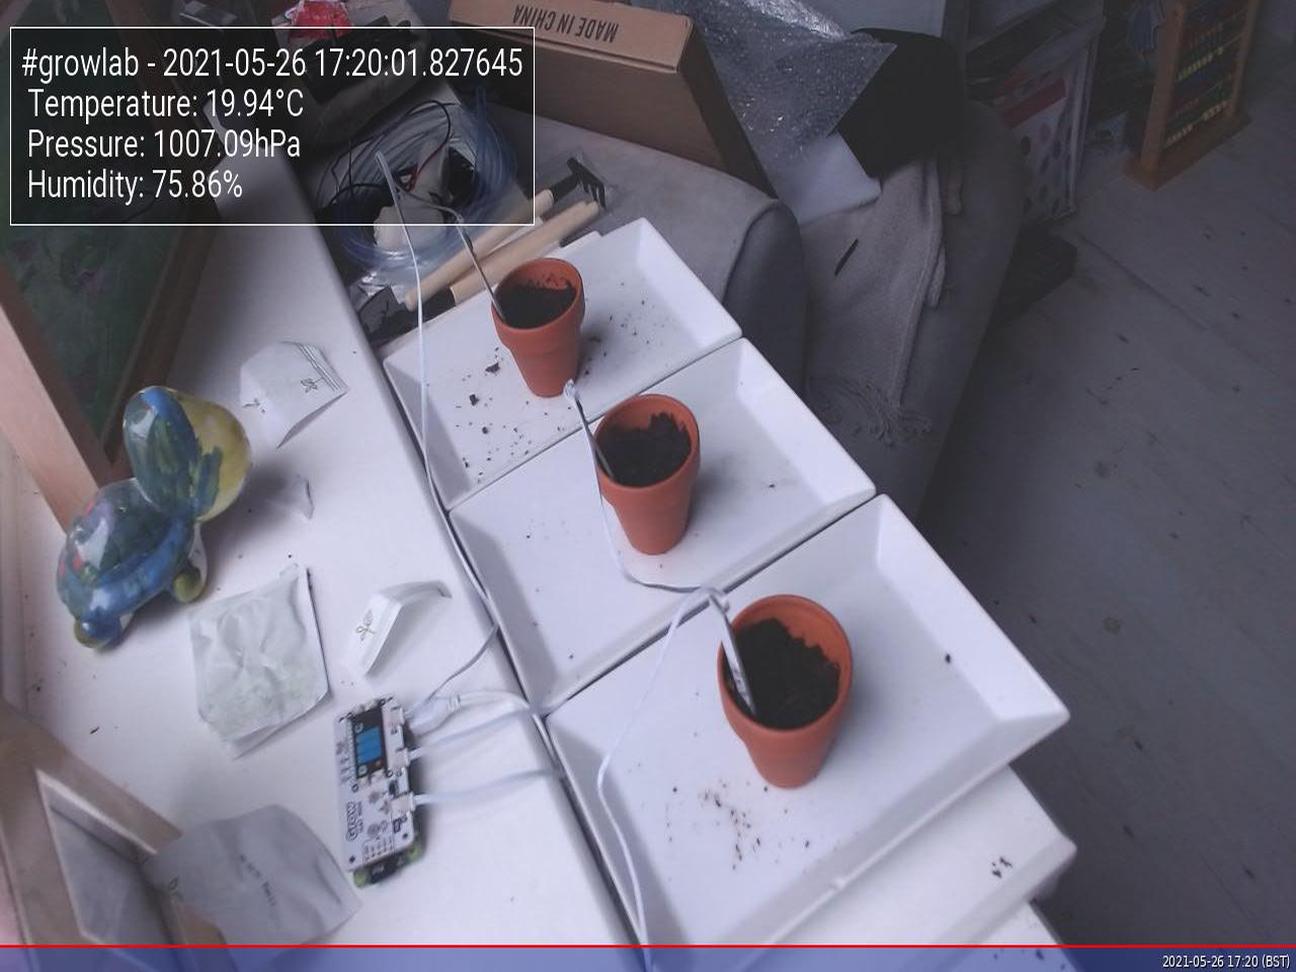 MADE IN CHINA
#growlab - 2021-05-26 17:20:01.827645
Temperature: 19.94°C
Pressure: 1007.09hPa
Humidity: 75.86%
2021-05-26 17:20 (BST)